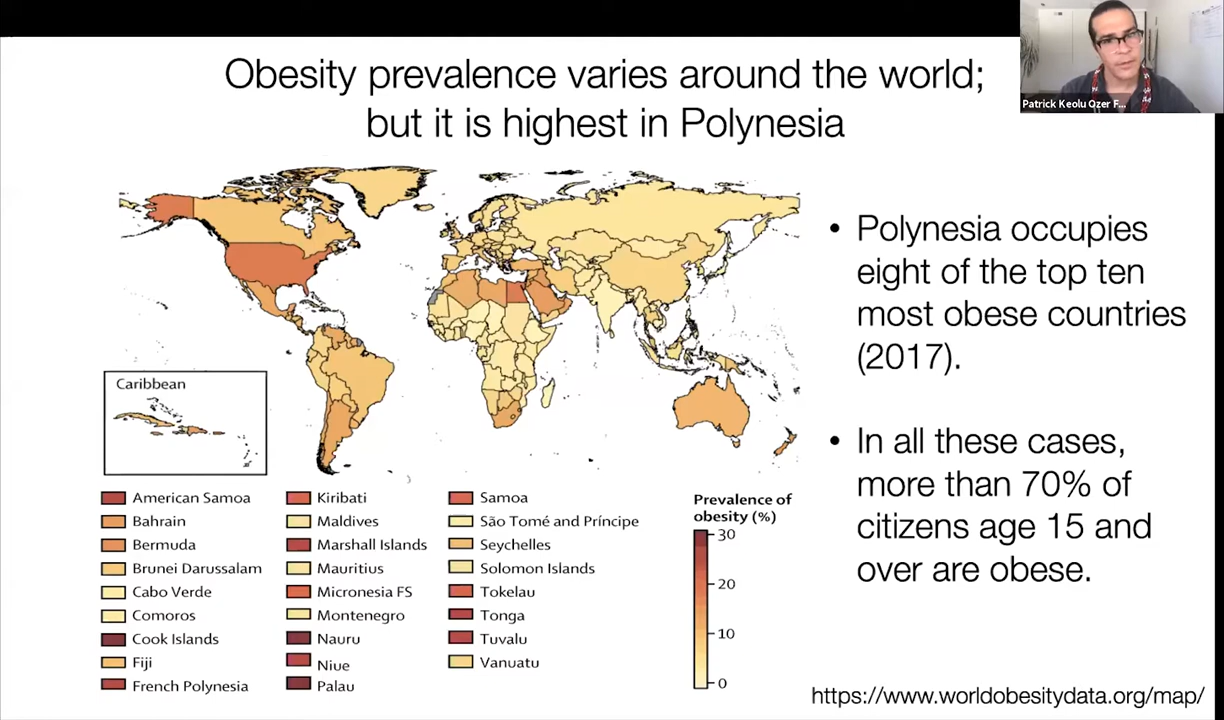 Obesity prevalence varies around the world;
but it is highest in Polynesia
Patrick Keolu Ozer F...
Caribbean
American Samoa
Bahrain
Bermuda
Brunei Darussalam
Cabo Verde
Comoros
Cook Islands
Fiji
French Polynesia
Kiribati
Maldives
Marshall Islands
Mauritius
Micronesia FS
Montenegro
Nauru
Niue
Palau
Samoa
São Tomé and Príncipe
Seychelles
Solomon Islands
Tokelau
Tonga
Tuvalu
Vanuatu
Prevalence of
obesity (%)
30
20
10
0
• Polynesia occupies
eight of the top ten
most obese countries
(2017).
• In all these cases,
more than 70% of
citizens age 15 and
over are obese.
https://www.worldobesitydata.org/map/